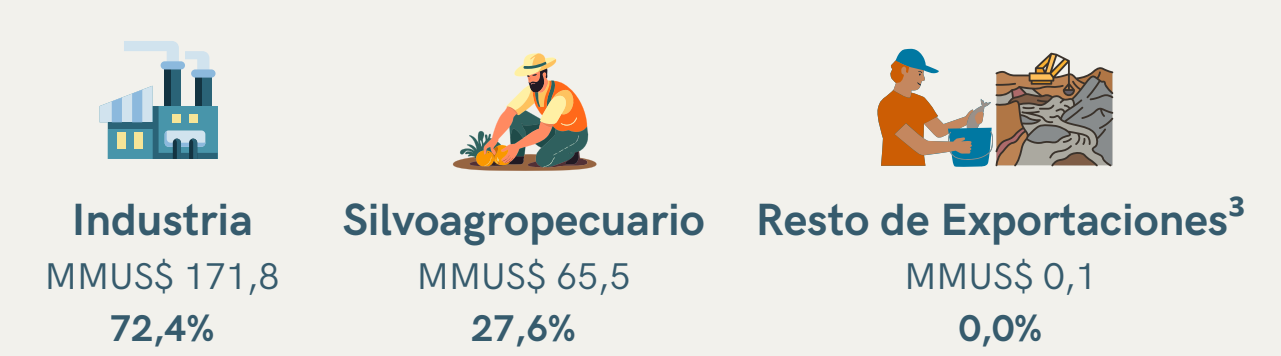 Industria
MMUS$ 171,8
72,4%
Silvoagropecuario
MMUS$ 65,5
27,6%
Resto de Exportaciones³
MMUS$ 0,1
0,0%